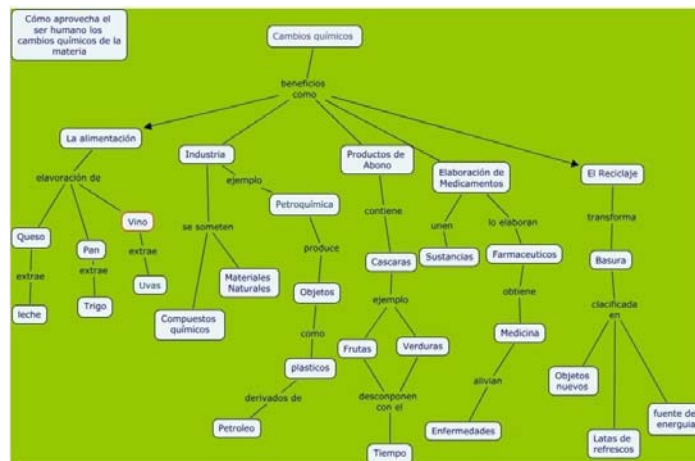 Cómo aprovecha el
ser humano los
cambios químicos de la
materia
Cambios químicos
beneficios
como
La alimentación
Industria
Productos de
Abono
Elaboración de
Medicamentos
El Reciclaje
elavoración de
ejemplo
Petroquímica
contiene
unen
lo elaboran
transforma
Queso
Pan
Vino
se someten
produce
Cascaras
Sustancias
Farmaceuticos
Basura
extrae
extrae
extrae
leche
Trigo
Uvas
Materiales
Naturales
Compuestos
químicos
Objetos
ejemplo
obtiene
clacificada
en
como
Frutas
Verduras
Medicina
plasticos
desconponen
con el
alivian
Objetos
nuevos
derivados de
Petroleo
Tiempo
Enfermedades
Latas de
refrescos
fuente de
energuia